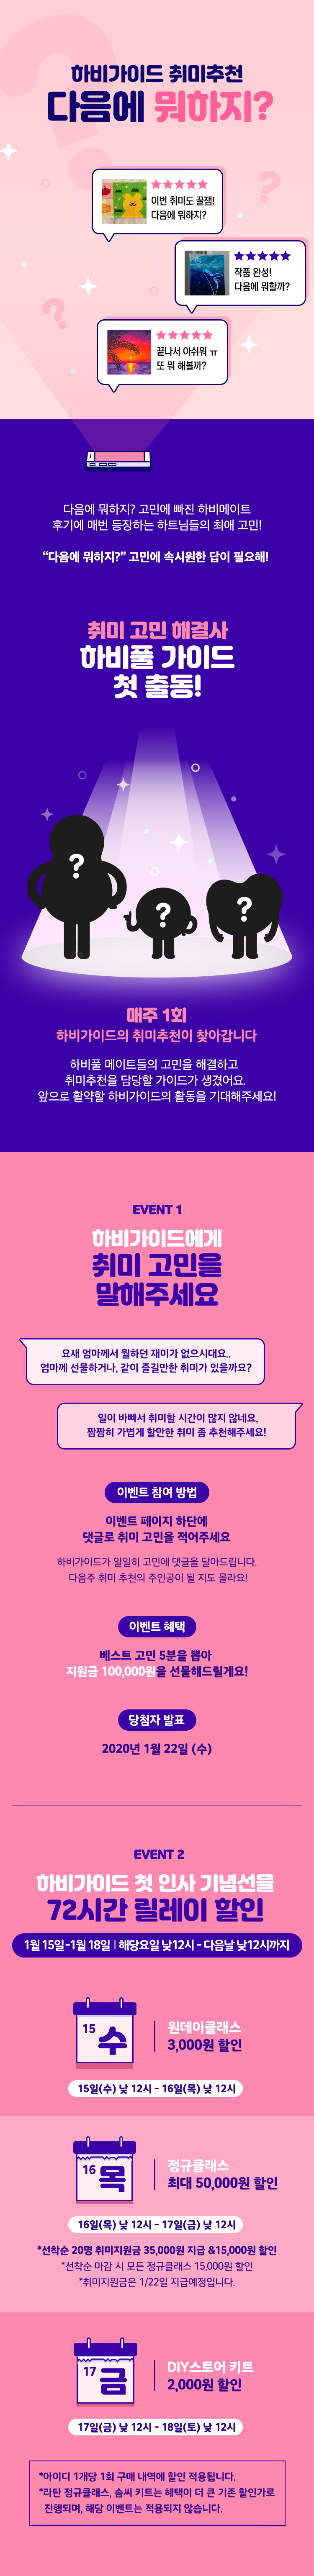 하비가이드 취미추천
다음에 뭐하지?
이번 취미도 꿀잼!
다음에 뭐하지?
작품 완성!
다음에 뭐할까?
끝나서 아쉬워 ㅠ
또 뭐 해볼까?
다음에 뭐하지? 고민에 빠진 하비메이트
후기에 매번 등장하는 하트님들의 최애 고민!
“다음에 뭐하지?” 고민에 속시원한 답이 필요해!
취미 고민 해결사
하비풀 가이드
첫 출동!
?
?
?
매주 1회
하비가이드의 취미추천이 찾아갑니다
하비풀 메이트들의 고민을 해결하고
취미추천을 담당할 가이드가 생겼어요.
앞으로 활약할 하비가이드의 활동을 기대해주세요!
EVENT 1
하비가이드에게
취미 고민을
말해주세요
요새 엄마께서 뭘하던 재미가 없으시대요..
엄마께 선물하거나, 같이 즐길만한 취미가 있을까요?
일이 바빠서 취미할 시간이 많지 않네요,
짬짬히 가볍게 할만한 취미 좀 추천해주세요!
이벤트 참여 방법
이벤트 페이지 하단에
댓글로 취미 고민을 적어주세요
하비가이드가 일일히 고민에 댓글을 달아드립니다.
다음주 취미 추천의 주인공이 될 지도 몰라요!
이벤트 혜택
베스트 고민 5분을 뽑아
지원금 100,000원을 선물해드릴게요!
당첨자 발표
2020년 1월 22일 (수)
EVENT 2
하비가이드 첫 인사 기념선물
72시간 릴레이 할인
1월 15일-1월 18일 | 해당요일 낮12시 - 다음날 낮12시까지
15
수
원데이클래스
3,000원 할인
15일(수) 낮 12시 - 16일(목) 낮 12시
16
목
정규클래스
최대 50,000원 할인
16일(목) 낮 12시 - 17일(금) 낮 12시
*선착순 20명 취미지원금 35,000원 지급 &15,000원 할인
*선착순 마감 시 모든 정규클래스 15,000원 할인
*취미지원금은 1/22일 지급예정입니다.
17
금
DIY스토어 키트
2,000원 할인
17일(금) 낮 12시 - 18일(토) 낮 12시
*아이디 1개당 1회 구매 내역에 할인 적용됩니다.
*라탄 정규클래스, 솜씨 키트는 혜택이 더 큰 기존 할인가로
진행되며, 해당 이벤트는 적용되지 않습니다.